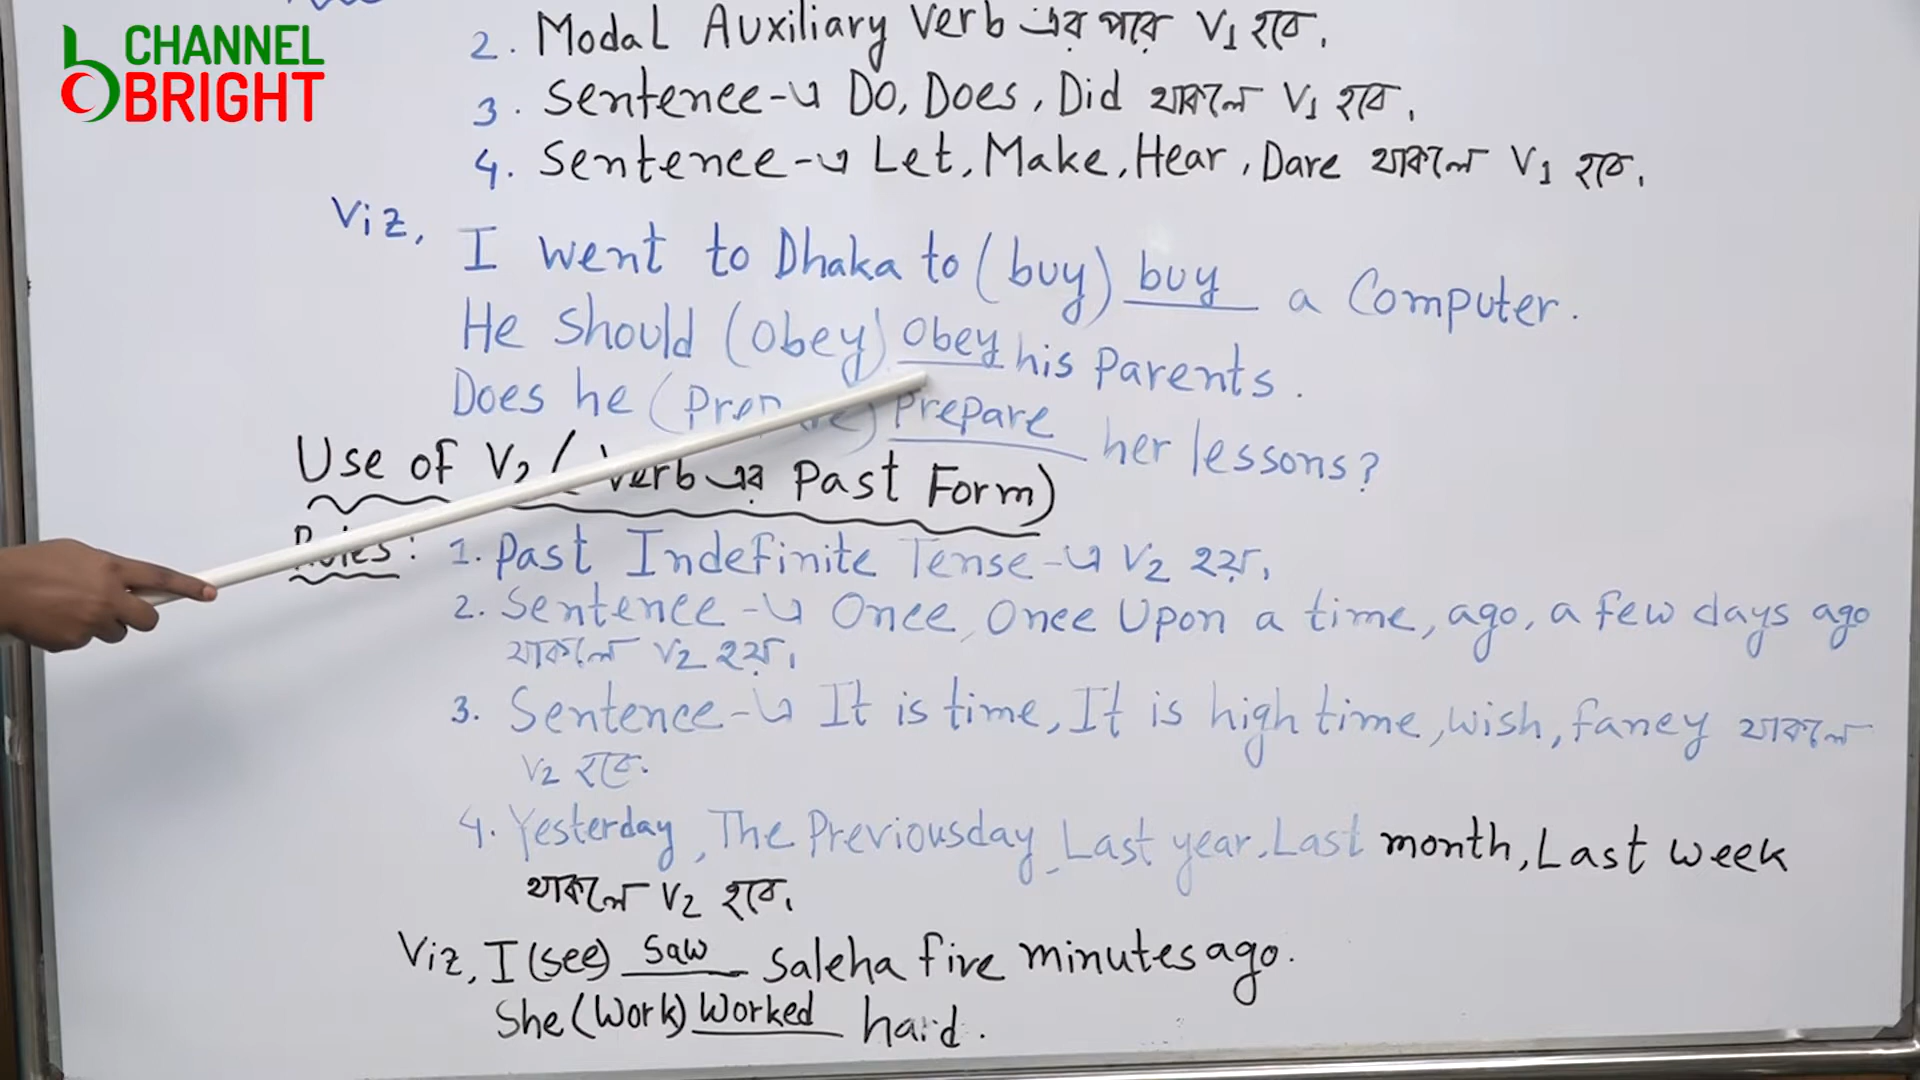 CHANNEL
BRIGHT
2. Modal Auxiliary Verb এর পরে V1 হবে.
3. Sentence-এ Do, Does, Did থাকলে V1 হবে.
4. Sentence-এ Let, Make, Hear, Dare থাকলে V1 হবে.
Viz, I went to Dhaka to (buy) buy a Computer.
He should (obey) obey his Parents.
Does he prepare her lessons?
Use of V2 (Verb এর Past Form)
Rules: 1. Past Indefinite Tense-এ V2 হয়.
2. Sentence-এ Once, Once Upon a time, ago, a few days ago
থাকলে V2 হয়.
3. Sentence-এ It is time, It is high time, wish, fancy থাকলে
V2 হবে.
4. Yesterday, The Previousday, Last year, Last month, Last week
থাকলে V2 হবে.
Viz, I (see) saw saleha five minutes ago.
She (Work) Worked hard.